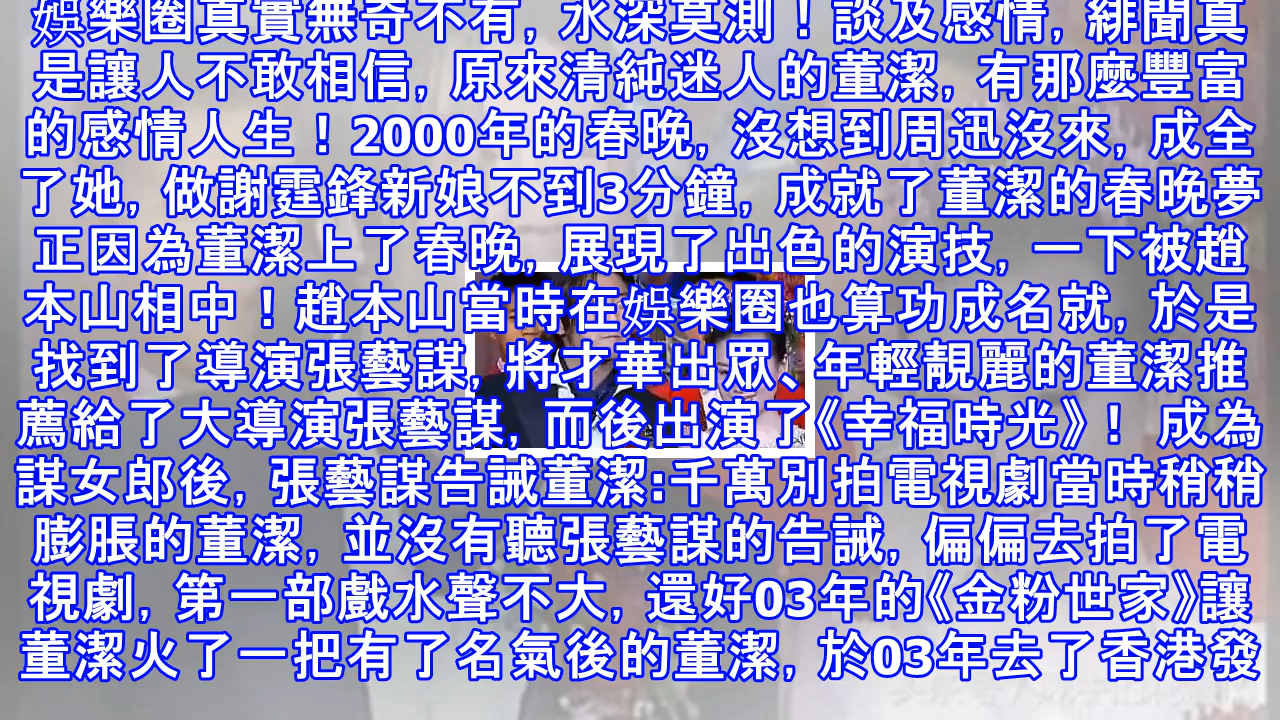 娛樂圈真實無奇不有, 水深莫測！談及感情, 緋聞真
是讓人不敢相信, 原來清純迷人的董潔, 有那麼豐富
的感情人生！2000年的春晚, 沒想到周迅沒來, 成全
了她, 做謝霆鋒新娘不到3分鐘, 成就了董潔的春晚夢
正因為董潔上了春晚, 展現了出色的演技, 一下被趙
本山相中！趙本山當時在娛樂圈也算功成名就, 於是
找到了導演張藝謀, 將才華出眾、年輕靚麗的董潔推
薦給了大導演張藝謀, 而後出演了《幸福時光》！ 成為
謀女郎後, 張藝謀告誡董潔:千萬別拍電視劇當時稍稍
膨脹的董潔, 並沒有聽張藝謀的告誡, 偏偏去拍了電
視劇, 第一部戲水聲不大, 還好03年的《金粉世家》讓
董潔火了一把有了名氣後的董潔, 於03年去了香港發